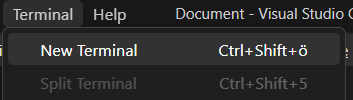 Terminal Help Document - Visual Studio C
New Terminal Ctrl+Shift+ö
Split Terminal Ctrl+Shift+5